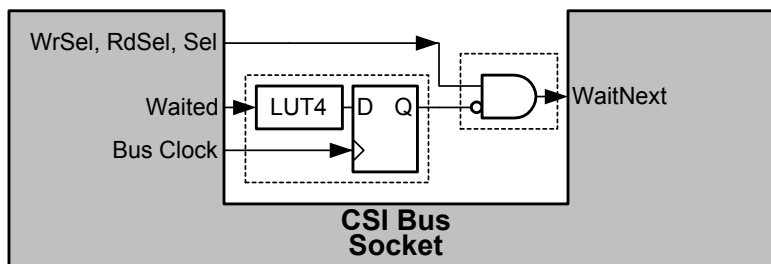 WrSel, RdSel, Sel
Waited
LUT4
D
Q
WaitNext
Bus Clock
CSI Bus
Socket